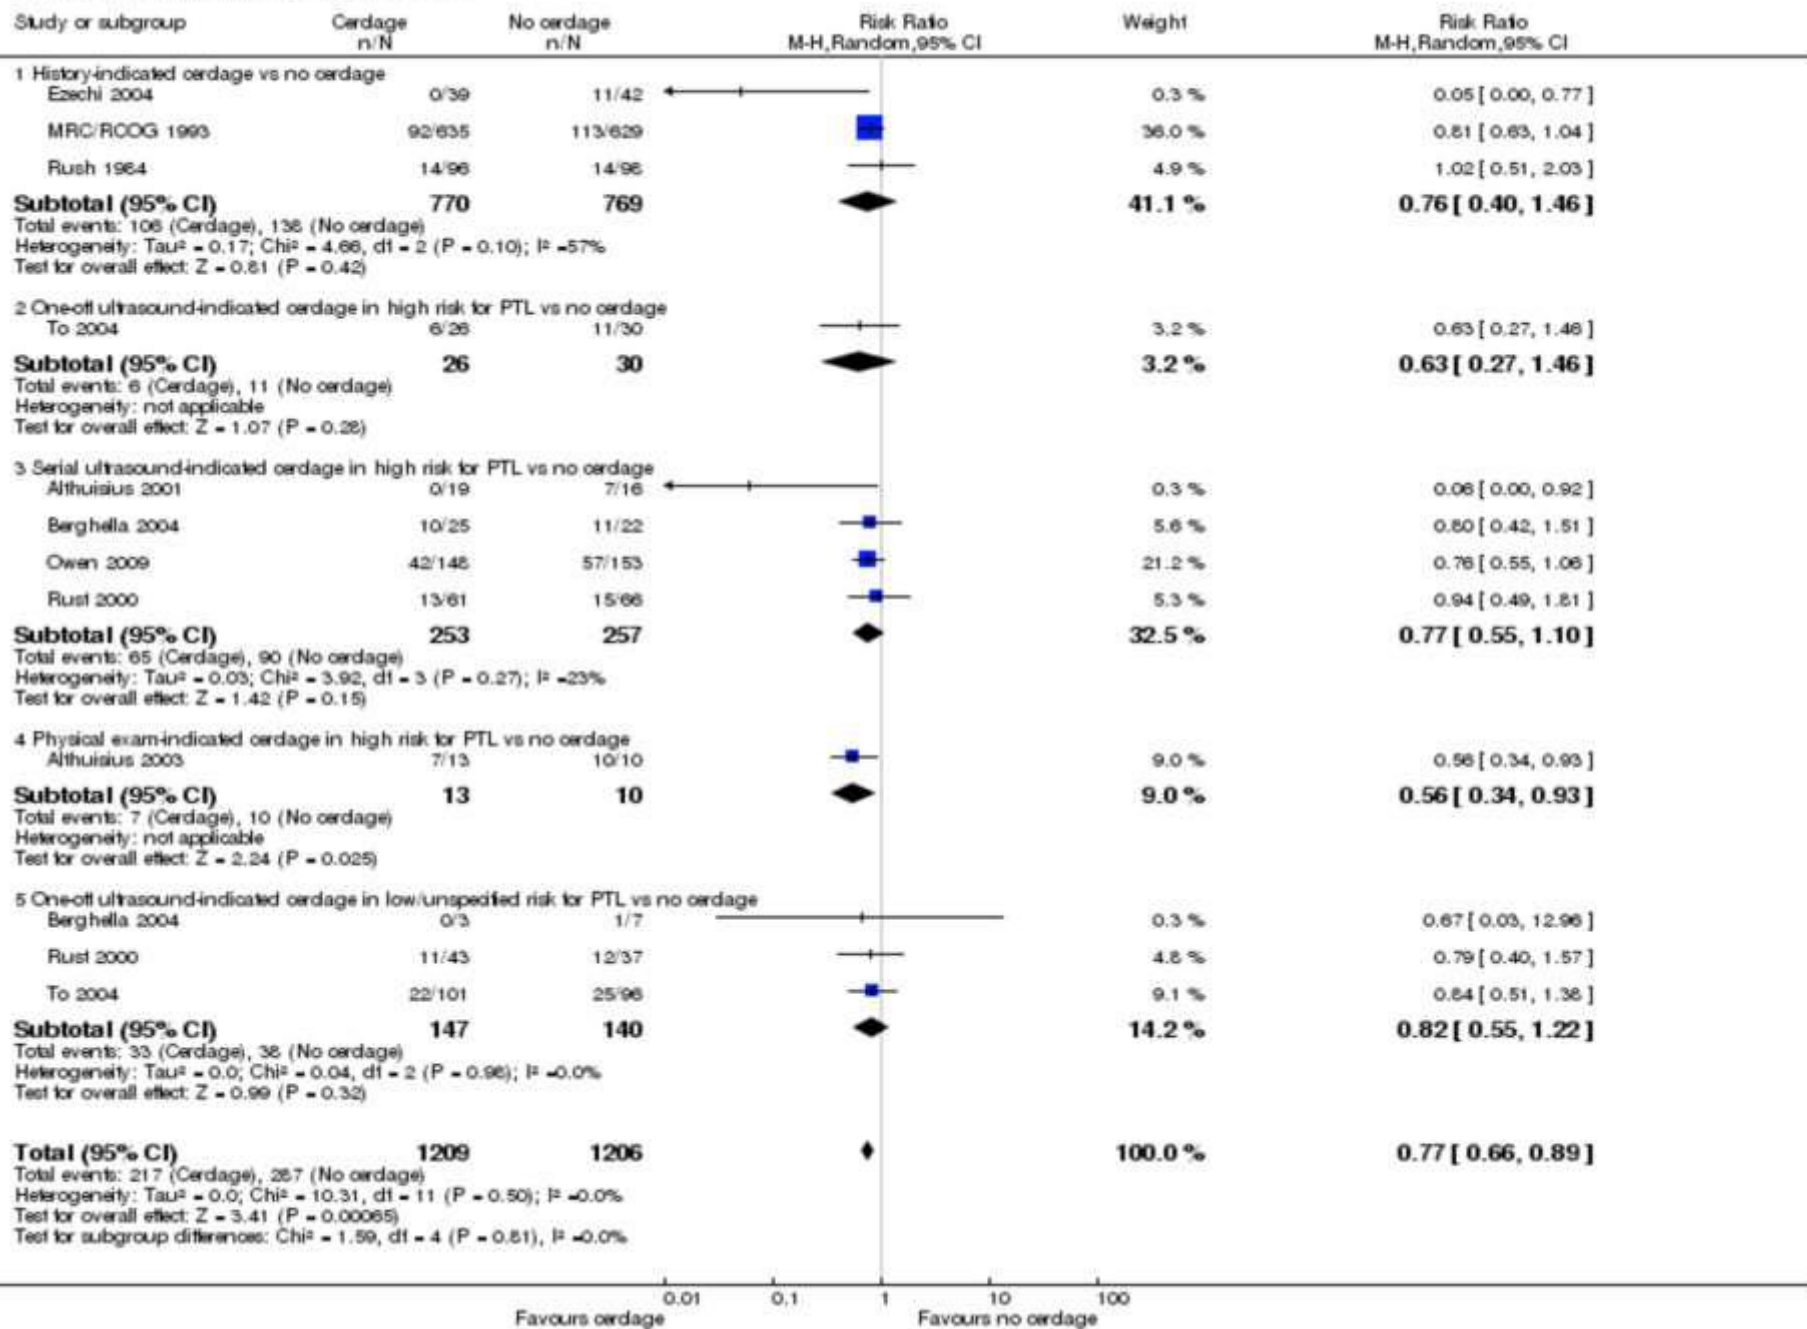 Study or subgroup Cerclage No cerclage Risk Ratio Weight Risk Ratio
n/N n/N M-H,Random,95% CI M-H,Random,95% CI
1 History-indicated cerclage vs no cerclage
Ezechi 2004 0/39 11/42 0.3 % 0.05 [ 0.00, 0.77 ]
MRC/RCOG 1993 92/635 113/629 36.0 % 0.81 [ 0.63, 1.04 ]
Rush 1984 14/96 14/98 4.9 % 1.02 [ 0.51, 2.03 ]
Subtotal (95% CI) 770 769 41.1 % 0.76 [ 0.40, 1.46 ]
Total events: 106 (Cerclage), 138 (No cerclage)
Heterogeneity: Tau² = 0.17; Chi² = 4.66, df = 2 (P = 0.10); I² =57%
Test for overall effect: Z = 0.81 (P = 0.42)
2 One-off ultrasound-indicated cerclage in high risk for PTL vs no cerclage
To 2004 6/26 11/30 3.2 % 0.63 [ 0.27, 1.46 ]
Subtotal (95% CI) 26 30 3.2 % 0.63 [ 0.27, 1.46 ]
Total events: 6 (Cerclage), 11 (No cerclage)
Heterogeneity: not applicable
Test for overall effect: Z = 1.07 (P = 0.28)
3 Serial ultrasound-indicated cerclage in high risk for PTL vs no cerclage
Althuisius 2001 0/19 7/16 0.3 % 0.06 [ 0.00, 0.92 ]
Berghella 2004 10/25 11/22 5.6 % 0.80 [ 0.42, 1.51 ]
Owen 2009 42/148 57/153 21.2 % 0.76 [ 0.55, 1.06 ]
Rust 2000 13/61 15/66 5.3 % 0.94 [ 0.49, 1.81 ]
Subtotal (95% CI) 253 257 32.5 % 0.77 [ 0.55, 1.10 ]
Total events: 65 (Cerclage), 90 (No cerclage)
Heterogeneity: Tau² = 0.03; Chi² = 3.92, df = 3 (P = 0.27); I² =23%
Test for overall effect: Z = 1.42 (P = 0.15)
4 Physical exam-indicated cerclage in high risk for PTL vs no cerclage
Althuisius 2003 7/13 10/10 9.0 % 0.56 [ 0.34, 0.93 ]
Subtotal (95% CI) 13 10 9.0 % 0.56 [ 0.34, 0.93 ]
Total events: 7 (Cerclage), 10 (No cerclage)
Heterogeneity: not applicable
Test for overall effect: Z = 2.24 (P = 0.025)
5 One-off ultrasound-indicated cerclage in low/unspecified risk for PTL vs no cerclage
Berghella 2004 0/3 1/7 0.3 % 0.67 [ 0.03, 12.96 ]
Rust 2000 11/43 12/37 4.8 % 0.79 [ 0.40, 1.57 ]
To 2004 22/101 25/96 9.1 % 0.84 [ 0.51, 1.38 ]
Subtotal (95% CI) 147 140 14.2 % 0.82 [ 0.55, 1.22 ]
Total events: 33 (Cerclage), 38 (No cerclage)
Heterogeneity: Tau² = 0.0; Chi² = 0.04, df = 2 (P = 0.98); I² =0.0%
Test for overall effect: Z = 0.99 (P = 0.32)
Total (95% CI) 1209 1206 100.0 % 0.77 [ 0.66, 0.89 ]
Total events: 217 (Cerclage), 287 (No cerclage)
Heterogeneity: Tau² = 0.0; Chi² = 10.31, df = 11 (P = 0.50); I² =0.0%
Test for overall effect: Z = 3.41 (P = 0.00065)
Test for subgroup differences: Chi² = 1.59, df = 4 (P = 0.81), I² =0.0%
0.01 0.1 1 10 100
Favours cerclage Favours no cerclage